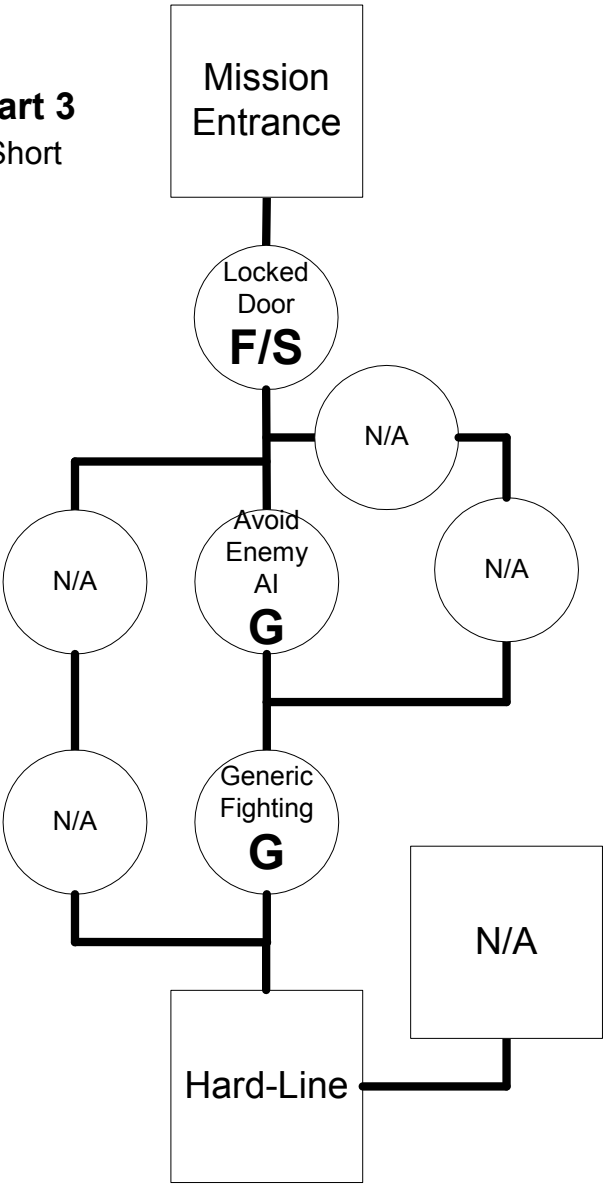 Mission
Entrance
art 3
Short
Locked
Door
F/S
N/A
Avoid
Enemy
AI
G
N/A
N/A
Generic
Fighting
G
N/A
N/A
Hard-Line